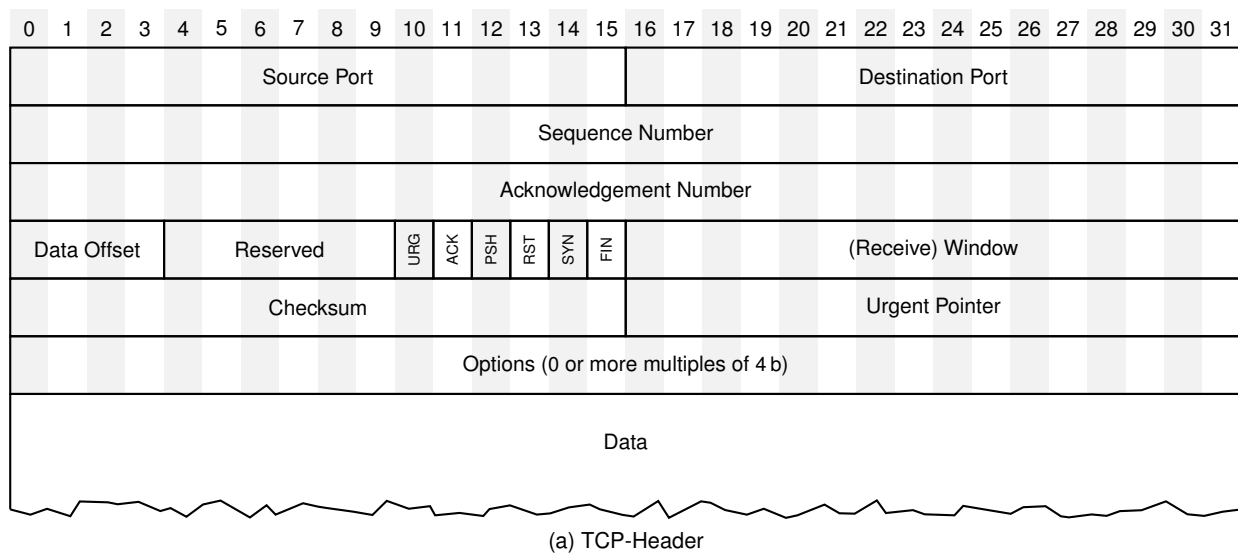 0 1 2 3 4 5 6 7 8 9 10 11 12 13 14 15 16 17 18 19 20 21 22 23 24 25 26 27 28 29 30 31
Source Port Destination Port
Sequence Number
Acknowledgement Number
Data Offset Reserved URG ACK PSH RST SYN FIN (Receive) Window
Checksum Urgent Pointer
Options (0 or more multiples of 4 b)
Data
(a) TCP-Header